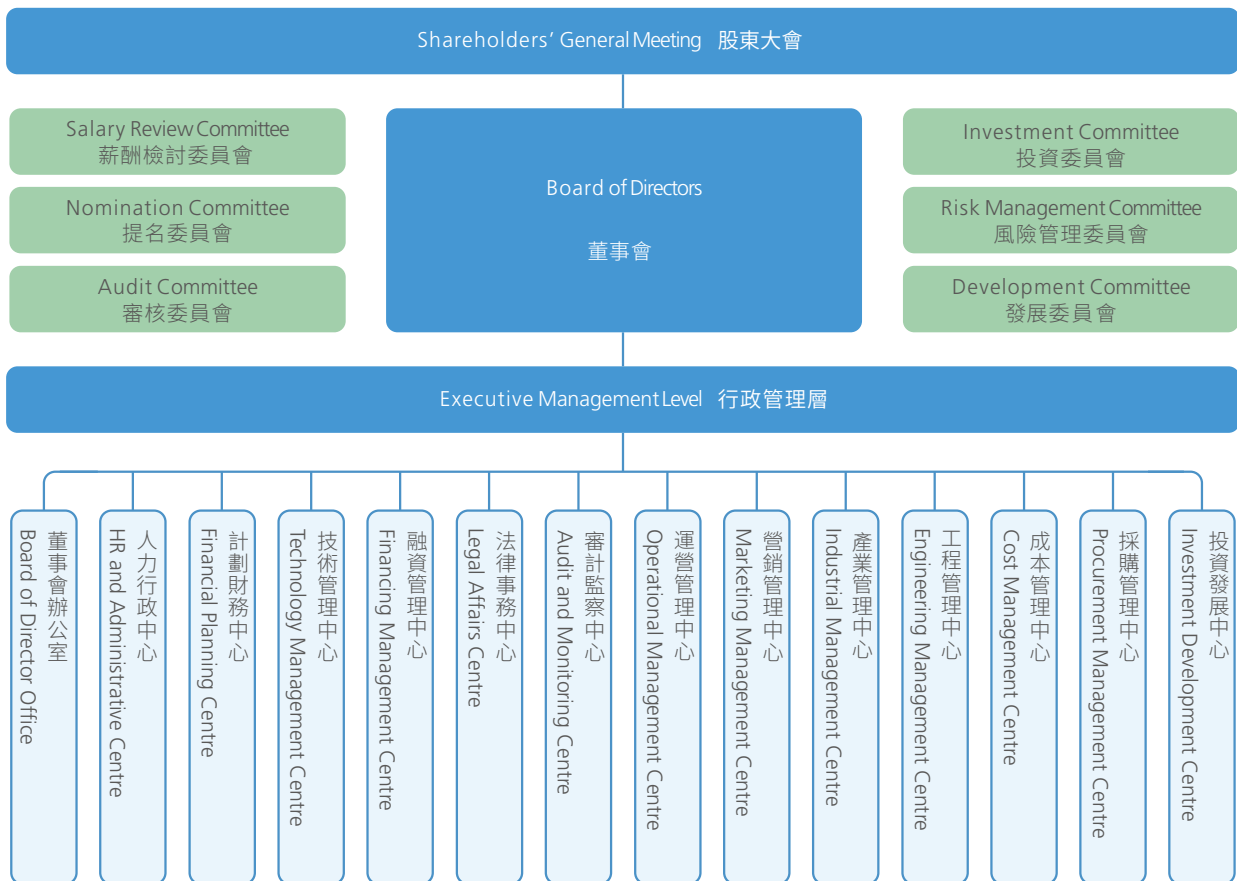 Shareholders' General Meeting 股東大會
Salary Review Committee
薪酬檢討委員會
Nomination Committee
提名委員會
Audit Committee
審核委員會
Board of Directors
董事會
Investment Committee
投資委員會
Risk Management Committee
風險管理委員會
Development Committee
發展委員會
Executive Management Level 行政管理層
董事會辦公室
Board of Director Office
人力行政中心
HR and Administrative Centre
計劃財務中心
Financial Planning Centre
技術管理中心
Technology Management Centre
融資管理中心
Financing Management Centre
法律事務中心
Legal Affairs Centre
審計監察中心
Audit and Monitoring Centre
運營管理中心
Operational Management Centre
營銷管理中心
Marketing Management Centre
產業管理中心
Industrial Management Centre
工程管理中心
Engineering Management Centre
成本管理中心
Cost Management Centre
採購管理中心
Procurement Management Centre
投資發展中心
Investment Development Centre